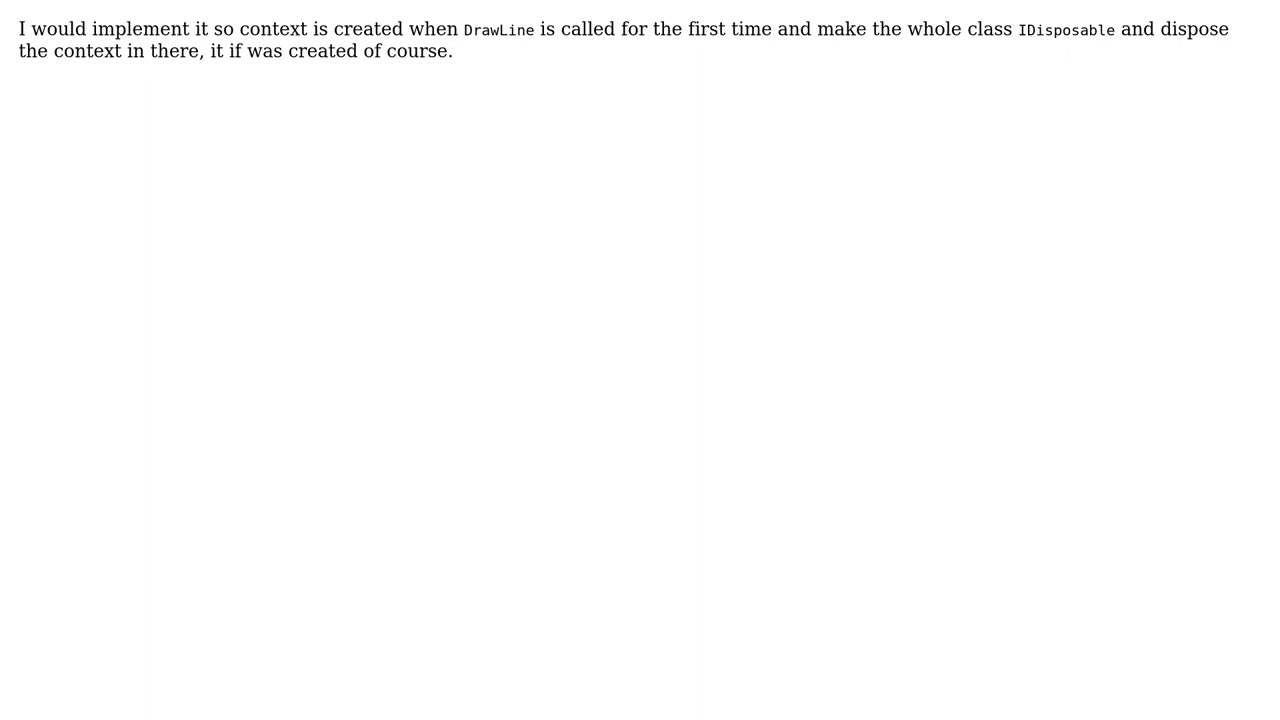 I would implement it so context is created when DrawLine is called for the first time and make the whole class IDisposable and dispose
the context in there, it if was created of course.